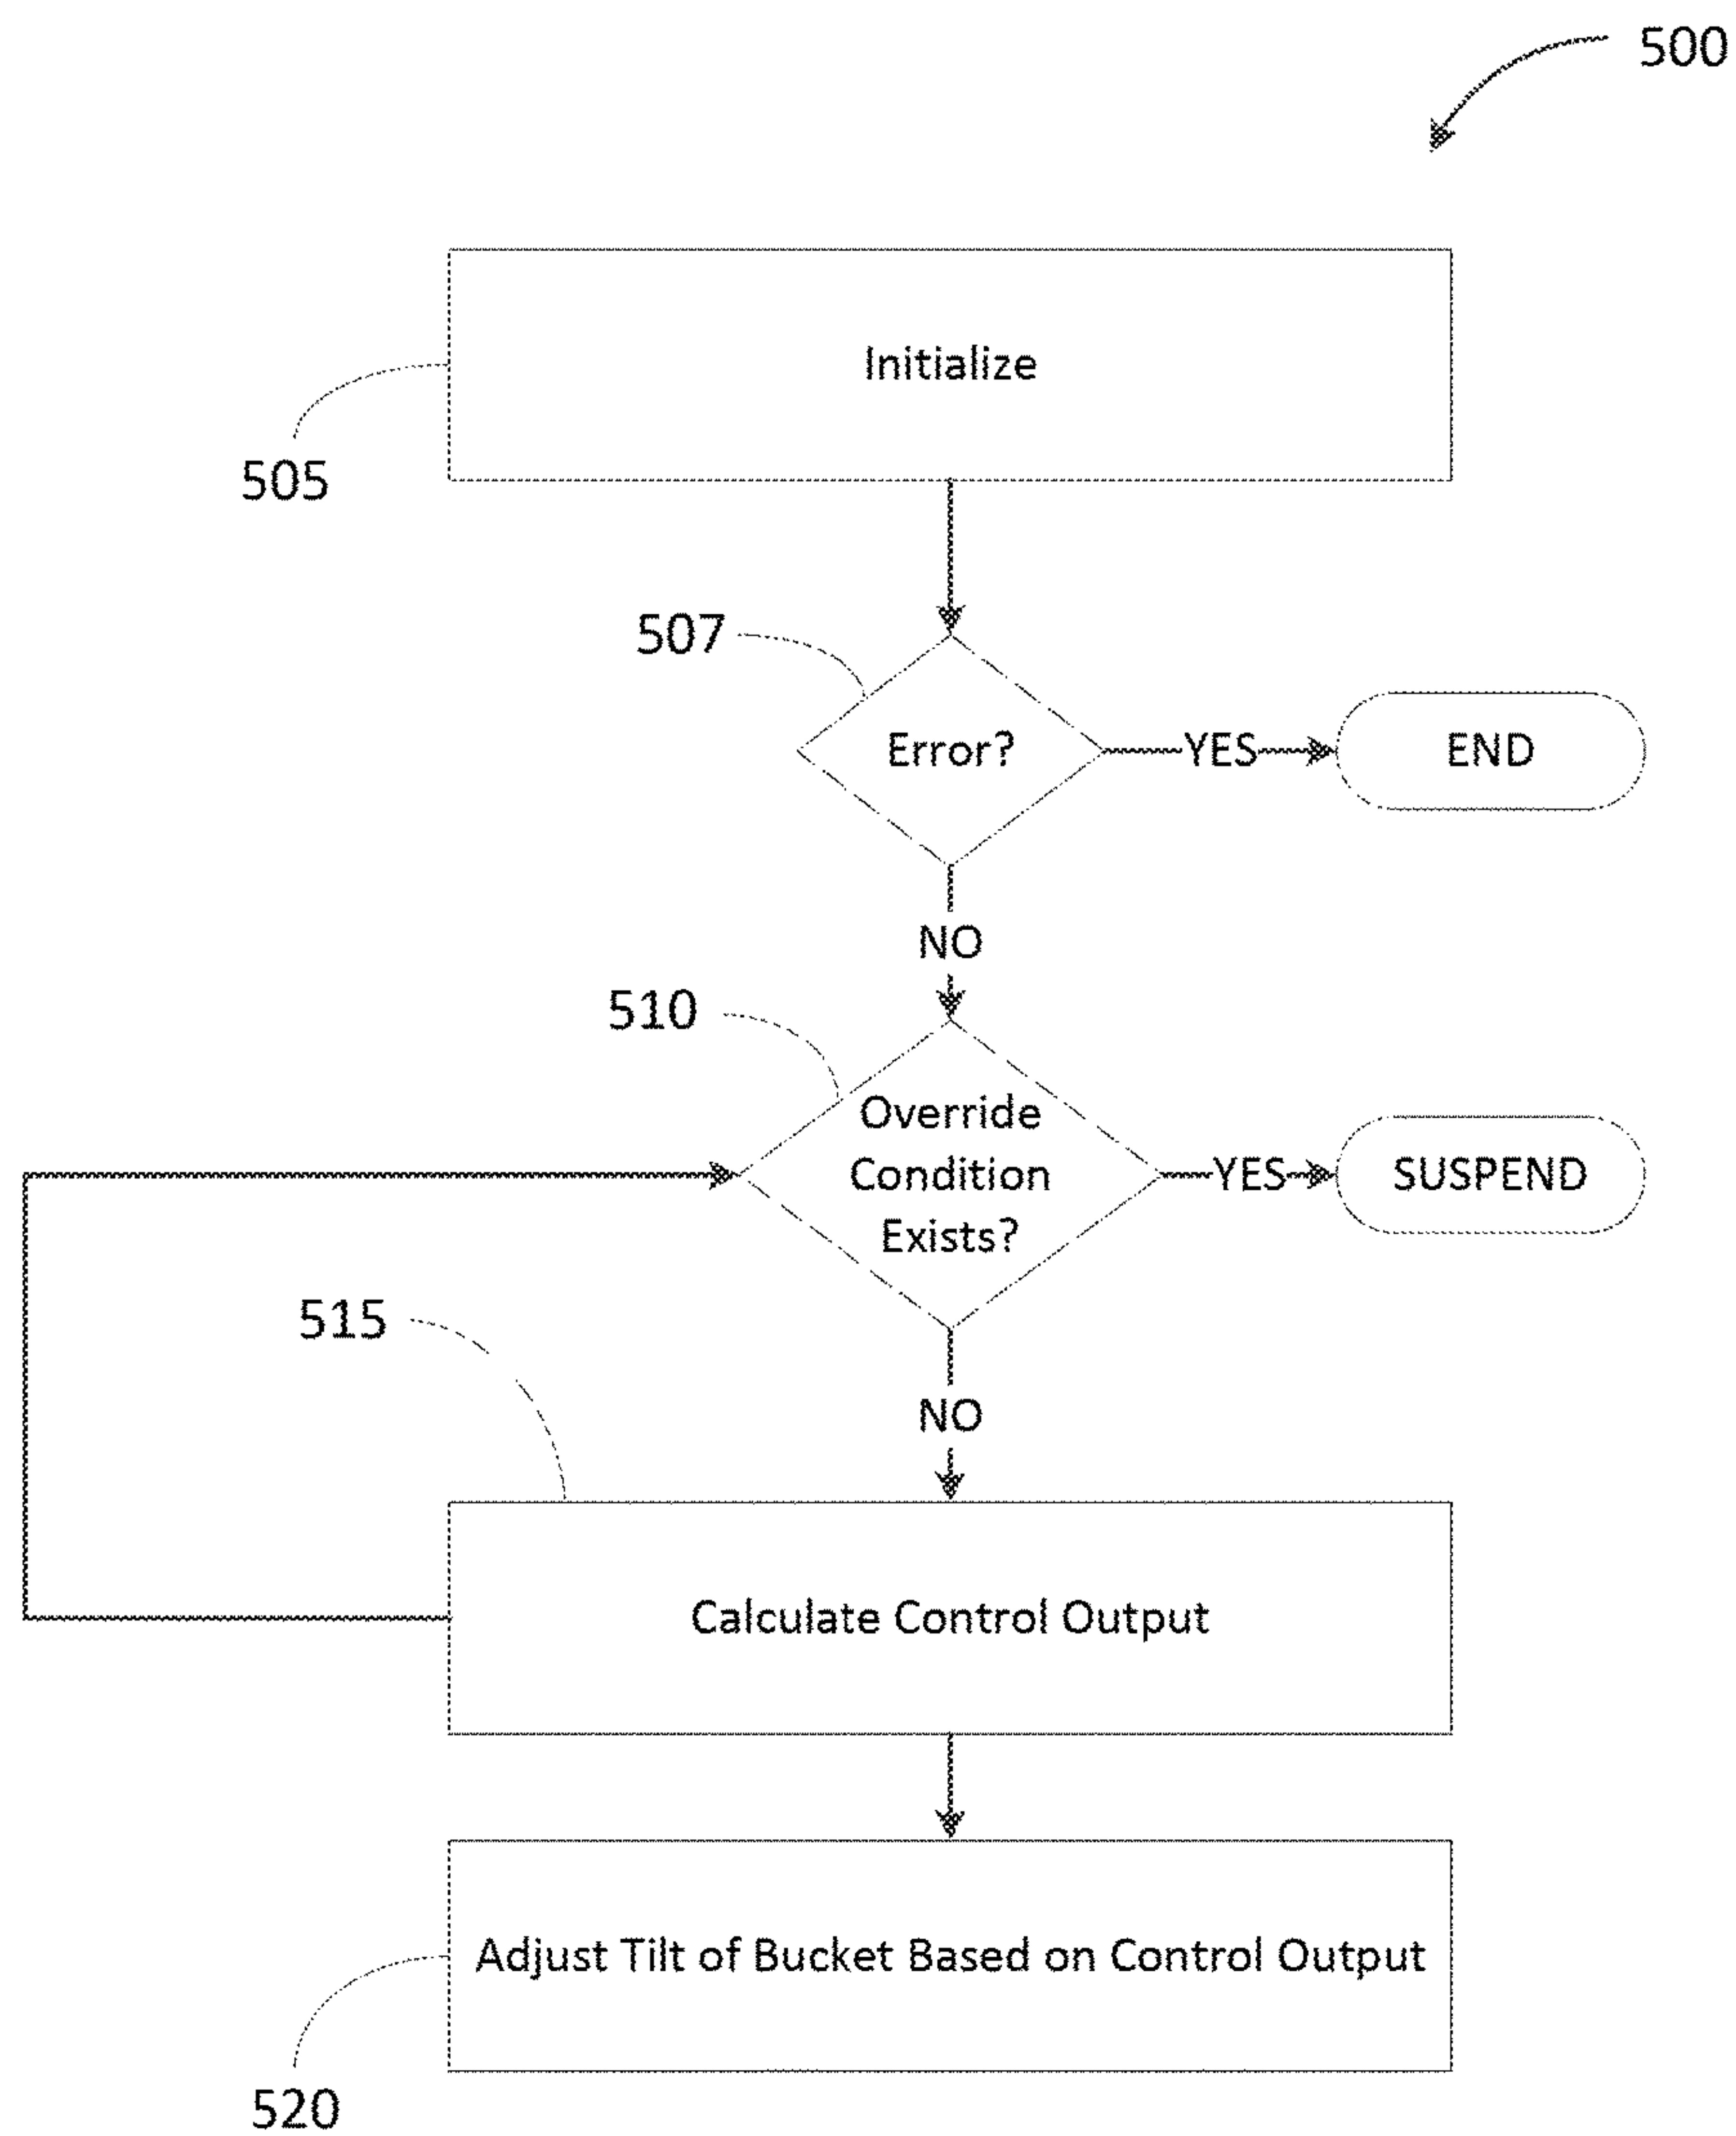 500
Initialize
505
507
Error?
YES
END
NO
510
Override
Condition
Exists?
YES
SUSPEND
515
NO
Calculate Control Output
Adjust Tilt of Bucket Based on Control Output
520